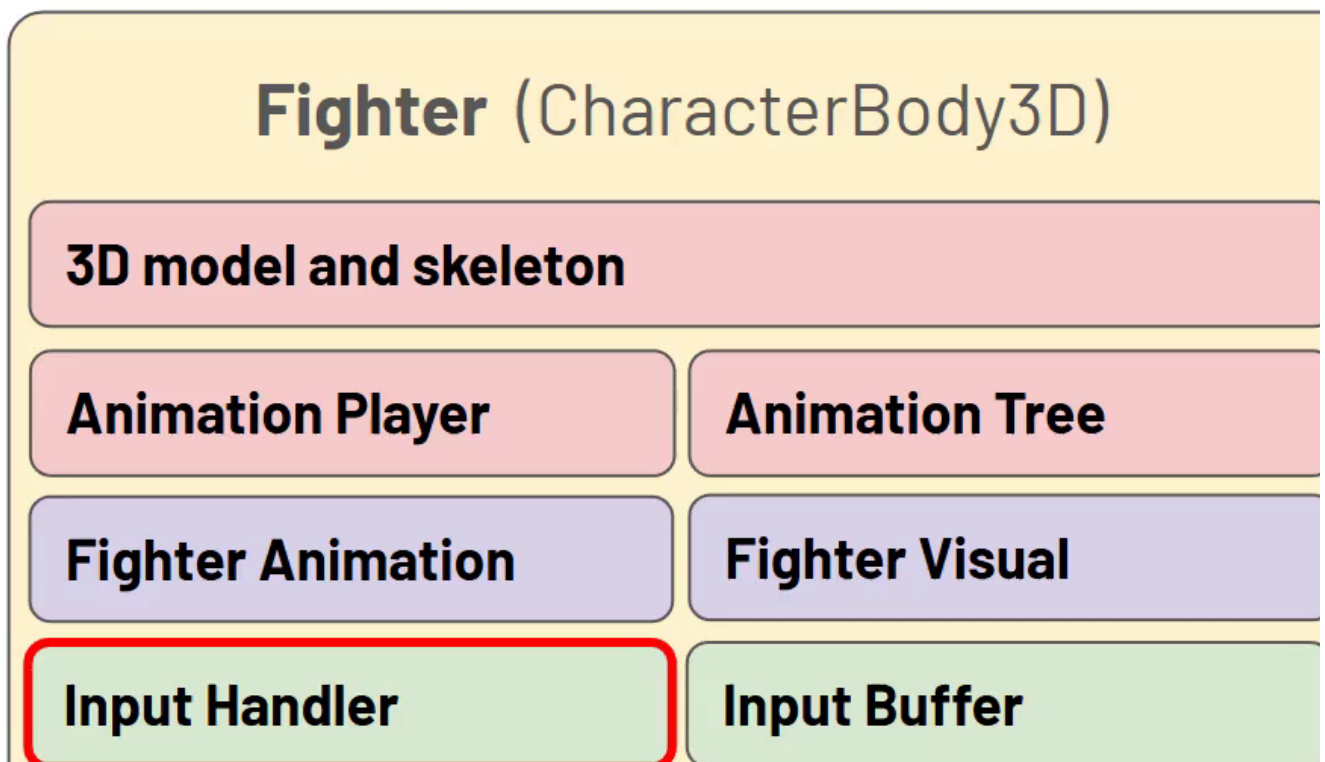 Fighter (CharacterBody3D)
3D model and skeleton
Animation Player
Animation Tree
Fighter Animation
Fighter Visual
Input Handler
Input Buffer